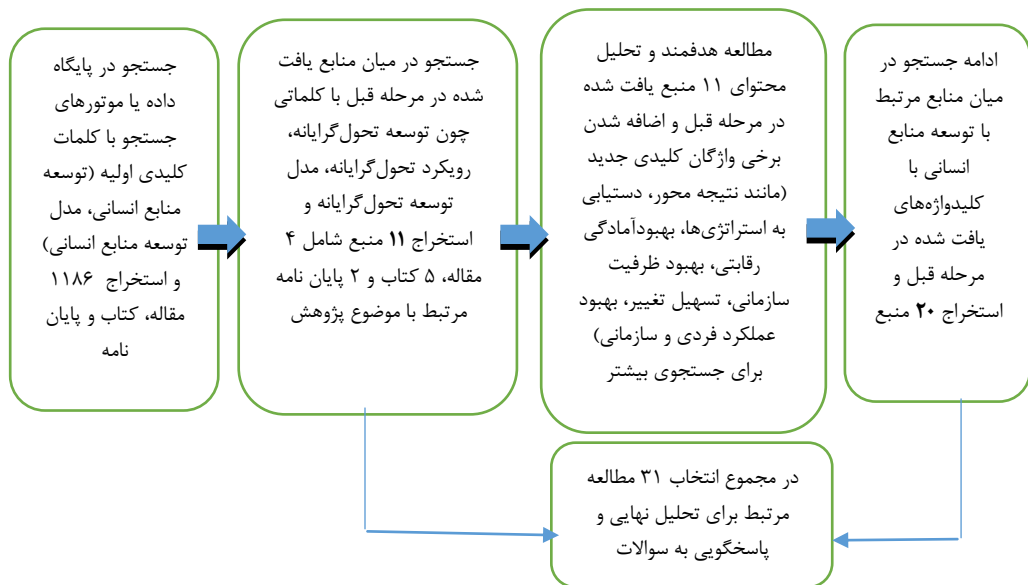 جستجو در پایگاه
داده یا موتورهای
جستجو با کلمات
کلیدی اولیه (توسعه
منابع انسانی، مدل
توسعه منابع انسانی)
و استخراج ۱۱۸۶
مقاله، کتاب و پایان
نامه
جستجو در میان منابع یافت
شده در مرحله قبل با کلماتی
چون توسعه تحول‌گرایانه،
رویکرد تحول‌گرایانه، مدل
توسعه تحول‌گرایانه و
استخراج ۱۱ منبع شامل ۴
مقاله، ۵ کتاب و ۲ پایان نامه
مرتبط با موضوع پژوهش
مطالعه هدفمند و تحلیل
محتوای ۱۱ منبع یافت شده
در مرحله قبل و اضافه شدن
برخی واژگان کلیدی جدید
(مانند نتیجه محور، دستیابی
به استراتژی‌ها، بهبودآمادگی
رقابتی، بهبود ظرفیت
سازمانی، تسهیل تغییر، بهبود
عملکرد فردی و سازمانی)
برای جستجوی بیشتر
ادامه جستجو در
میان منابع مرتبط
با توسعه منابع
انسانی با
کلیدواژه‌های
یافت شده در
مرحله قبل و
استخراج ۲۰ منبع
در مجموع انتخاب ۳۱ مطالعه
مرتبط برای تحلیل نهایی و
پاسخگویی به سوالات